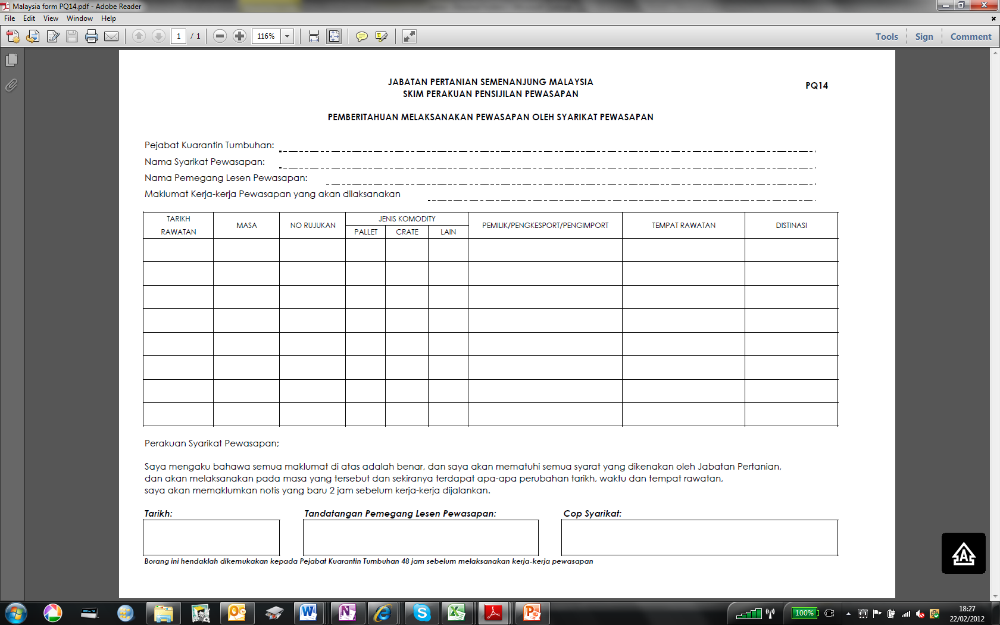 Malaysia form PQ14.pdf - Adobe Reader
File Edit View Window Help
1 / 1 116% Tools Sign Comment
JABATAN PERTANIAN SEMENANJUNG MALAYSIA
PQ14
SKIM PERAKUAN PENSIJILAN PEWASAPAN
PEMBERITAHUAN MELAKSANAKAN PEWASAPAN OLEH SYARIKAT PEWASAPAN
Pejabat Kuarantin Tumbuhan:
Nama Syarikat Pewasapan:
Nama Pemegang Lesen Pewasapan:
Maklumat Kerja-kerja Pewasapan yang akan dilaksanakan
TARIKH RAWATAN MASA NO RUJUKAN JENIS KOMODITY PEMILIK/PENGKESPORT/PENGIMPORT TEMPAT RAWATAN DISTINASI
PALLET CRATE LAIN
Perakuan Syarikat Pewasapan;
Saya mengaku bahawa semua maklumat di atas adalah benar, dan saya akan mematuhi semua syarat yang dikenakan oleh Jabatan Pertanian,
dan akan melaksanakan pada masa yang tersebut dan sekiranya terdapat apa-apa perubahan tarikh, waktu dan tempat rawatan,
saya akan memaklumkan notis yang baru 2 jam sebelum kerja-kerja dijalankan.
Tarikh: Tandatangan Pemegang Lesen Pewasapan: Cop Syarikat:
Borang ini hendaklah dikemukakan kepada Pejabat Kuarantin Tumbuhan 48 jam sebelum melaksanakan kerja-kerja pewasapan
100%
18:27
22/02/2012